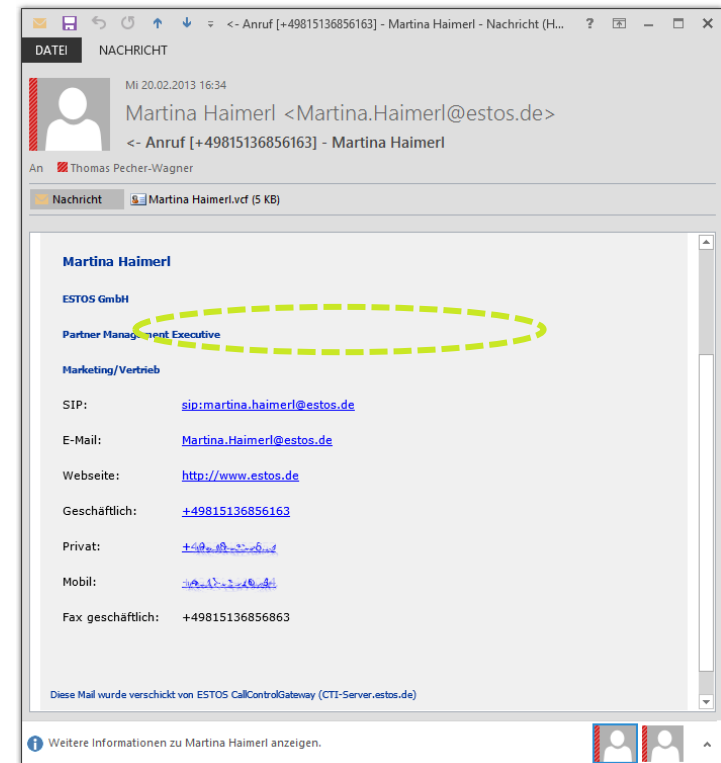 <- Anruf [+49815136856163] - Martina Haimerl - Nachricht (H... ?
DATEI NACHRICHT
Mi 20.02.2013 16:34
Martina Haimerl <Martina.Haimerl@estos.de>
<- Anruf [+49815136856163] - Martina Haimerl
An Thomas Pecher-Wagner
Nachricht Martina Haimerl.vcf (5 KB)
Martina Haimerl
ESTOS GmbH
Partner Management Executive
Marketing/Vertrieb
SIP: sip:martina.haimerl@estos.de
E-Mail: Martina.Haimerl@estos.de
Webseite: http://www.estos.de
Geschäftlich: +49815136856163
Privat:
Mobil:
Fax geschäftlich: +49815136856863
Diese Mail wurde verschickt von ESTOS CallControlGateway (CTI-Server.estos.de)
Weitere Informationen zu Martina Haimerl anzeigen.